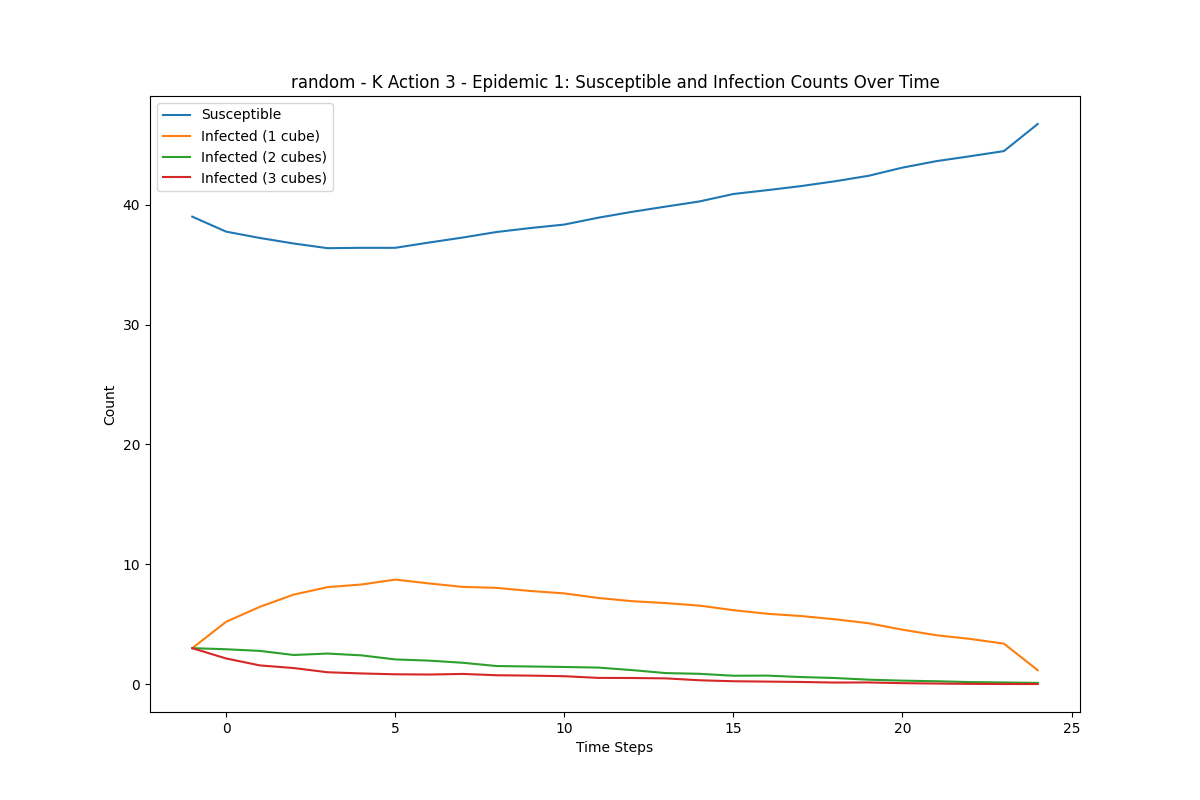 random - K Action 3 - Epidemic 1: Susceptible and Infection Counts Over Time
Susceptible
Infected (1 cube)
Infected (2 cubes)
Infected (3 cubes)
Count
40
30
20
10
0
0 5 10 15 20 25
Time Steps